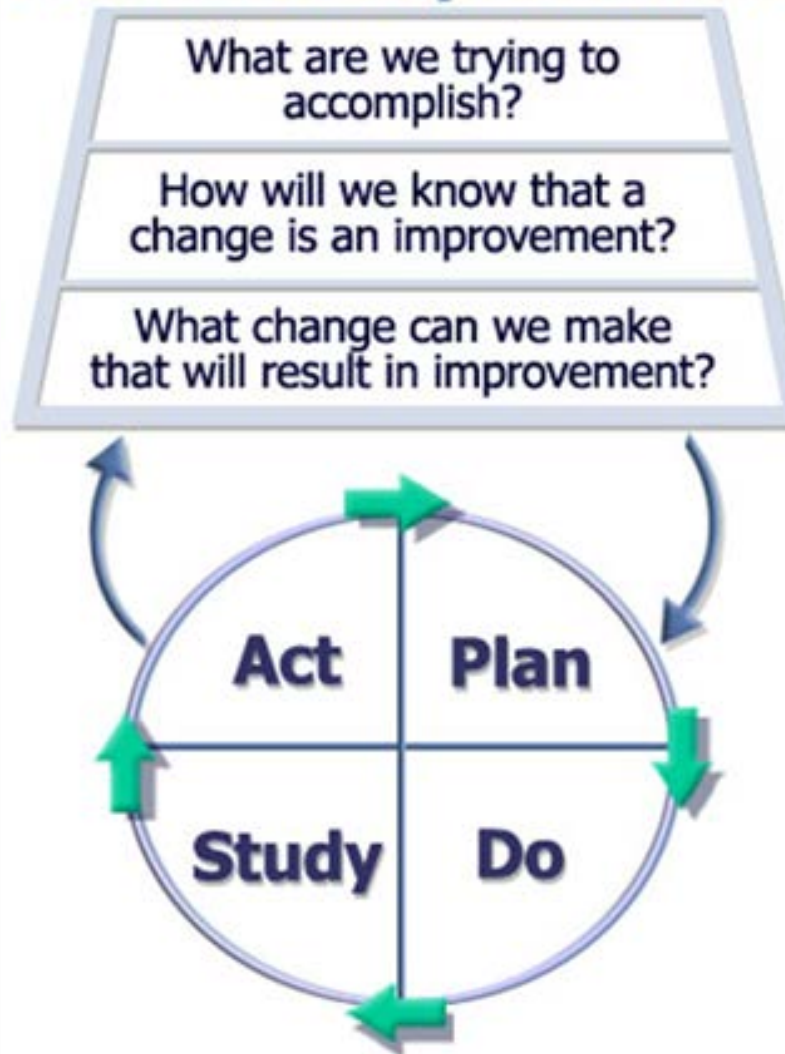 What are we trying to
accomplish?
How will we know that a
change is an improvement?
What change can we make
that will result in improvement?
Act
Plan
Study
Do